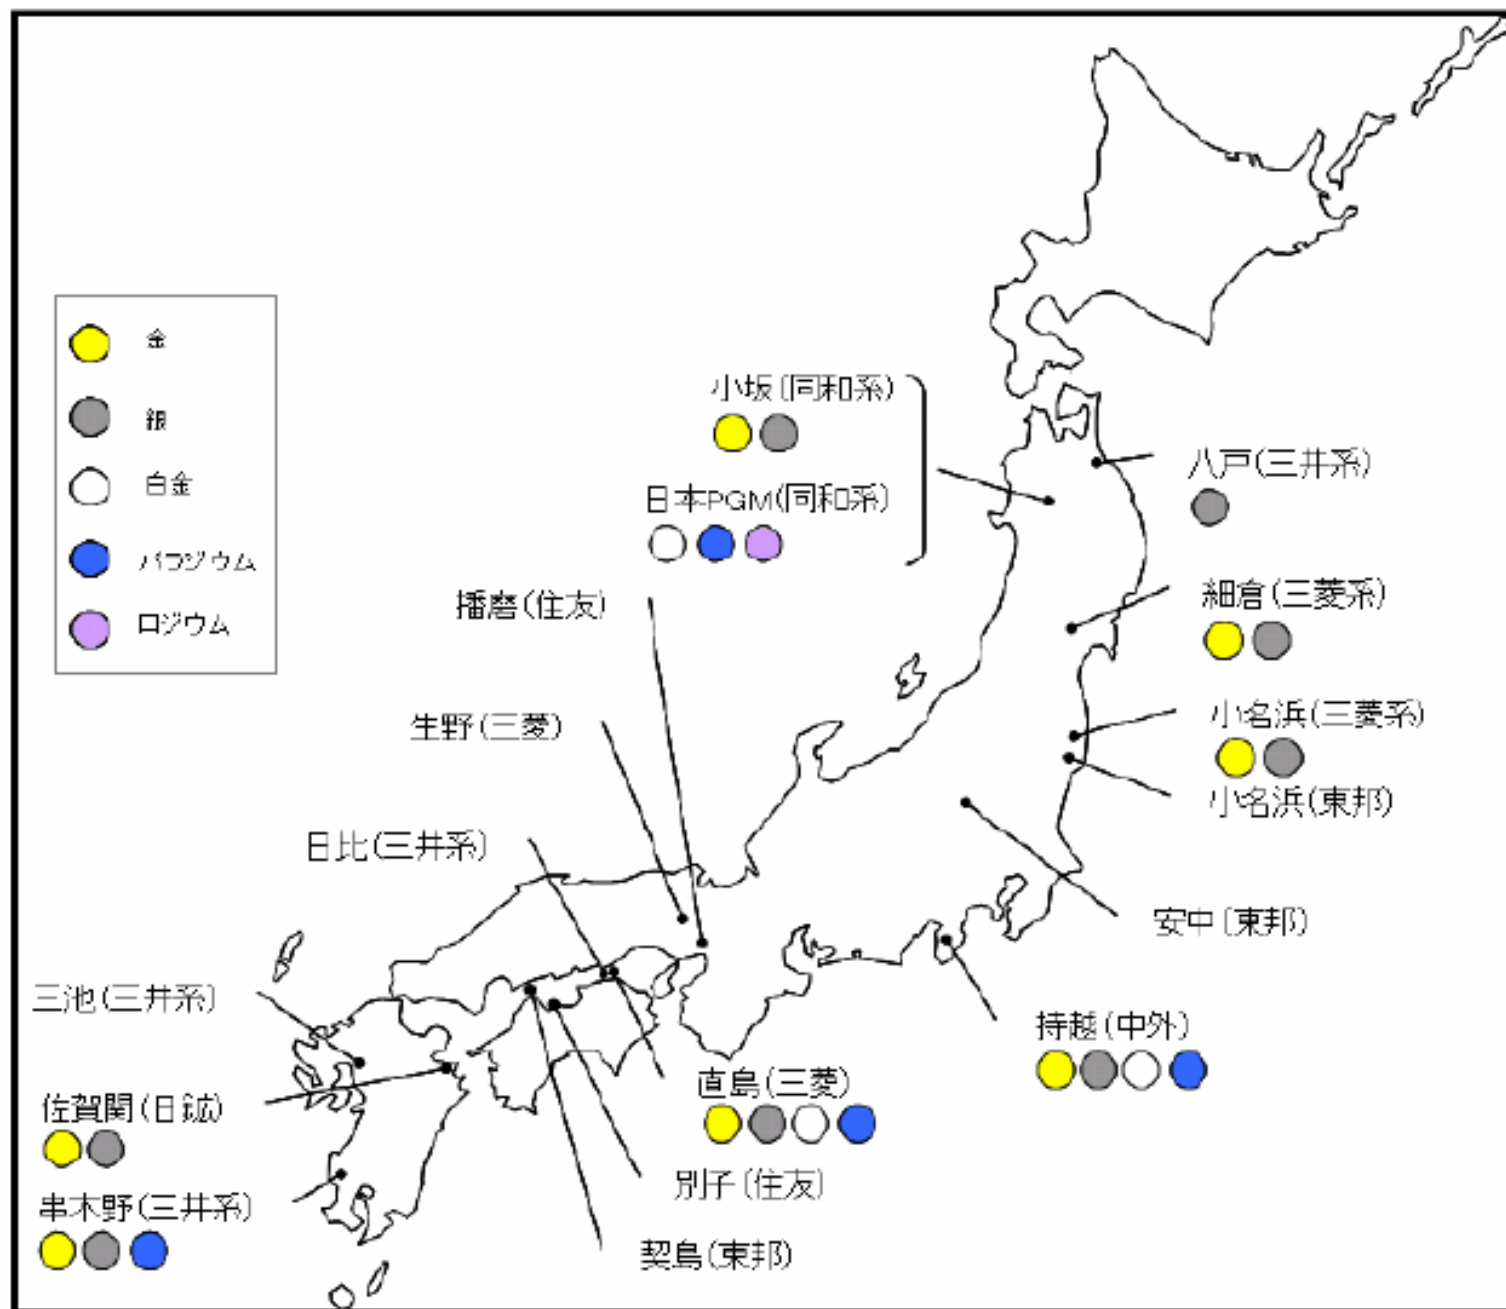 金
銀
白金
パラジウム
ロジウム
小坂(同和系)
日本PGM(同和系)
八戸(三井系)
細倉(三菱系)
小名浜(三菱系)
小名浜(東邦)
安中(東邦)
持越(中外)
播磨(住友)
生野(三菱)
日比(三井系)
直島(三菱)
別子(住友)
契島(東邦)
三池(三井系)
佐賀関(日鉱)
串木野(三井系)